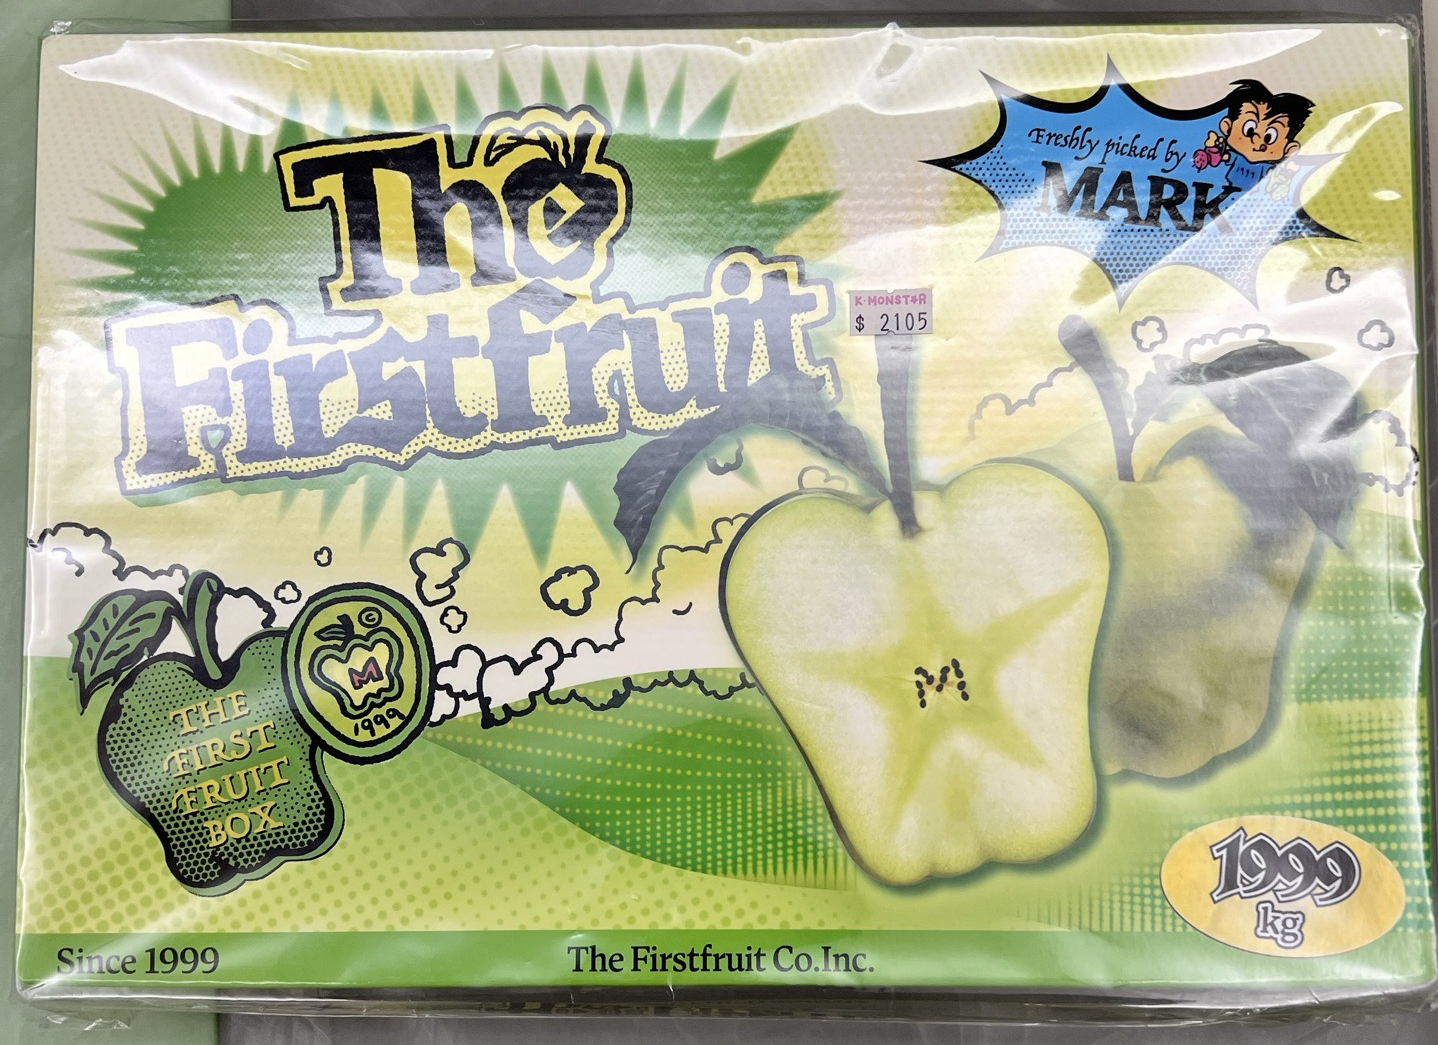 The
Firstfruit
Freshly picked by
MARK
1999
K·MONSTAR
$ 2105
©
M
1999
THE
FIRST
FRUIT
BOX
M
1999
kg
Since 1999
The Firstfruit Co.Inc.